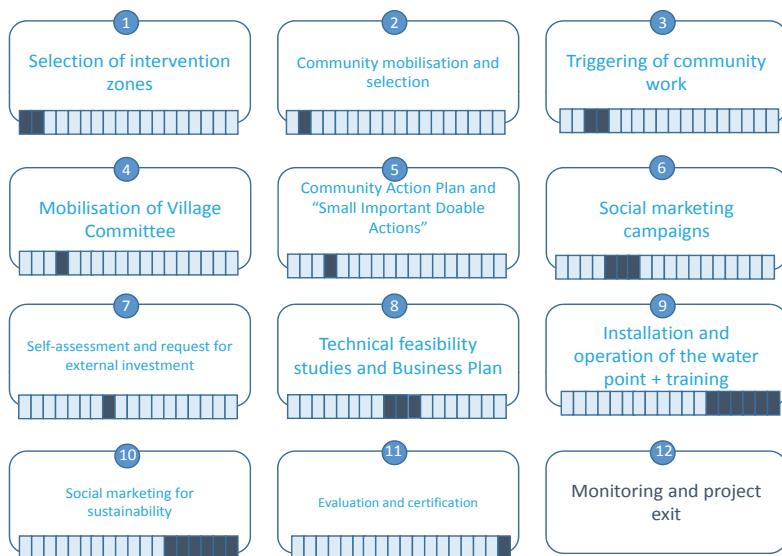 1
Selection of intervention
zones
2
Community mobilisation and
selection
3
Triggering of community
work
4
Mobilisation of Village
Committee
5
Community Action Plan and
“Small Important Doable
Actions”
6
Social marketing
campaigns
7
Self-assessment and request for
external investment
8
Technical feasibility
studies and Business Plan
9
Installation and
operation of the water
point + training
10
Social marketing for
sustainability
11
Evaluation and certification
12
Monitoring and project
exit